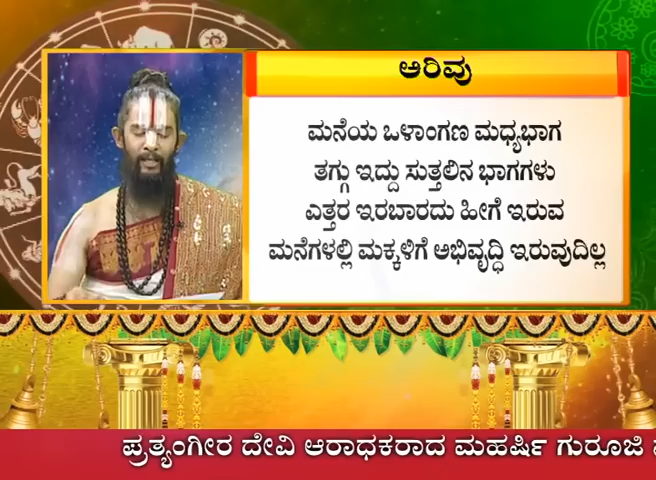 ಅರಿವು
ಮನೆಯ ಒಳಾಂಗಣ ಮಧ್ಯಭಾಗ
ತಗ್ಗು ಇದ್ದು ಸುತ್ತಲಿನ ಭಾಗಗಳು
ಎತ್ತರ ಇರಬಾರದು ಹೀಗೆ ಇರುವ
ಮನೆಗಳಲ್ಲಿ ಮಕ್ಕಳಿಗೆ ಅಭಿವೃದ್ಧಿ ಇರುವುದಿಲ್ಲ
ಪ್ರತ್ಯಂಗೀರ ದೇವಿ ಆರಾಧಕರಾದ ಮಹರ್ಷಿ ಗುರೂಜಿ